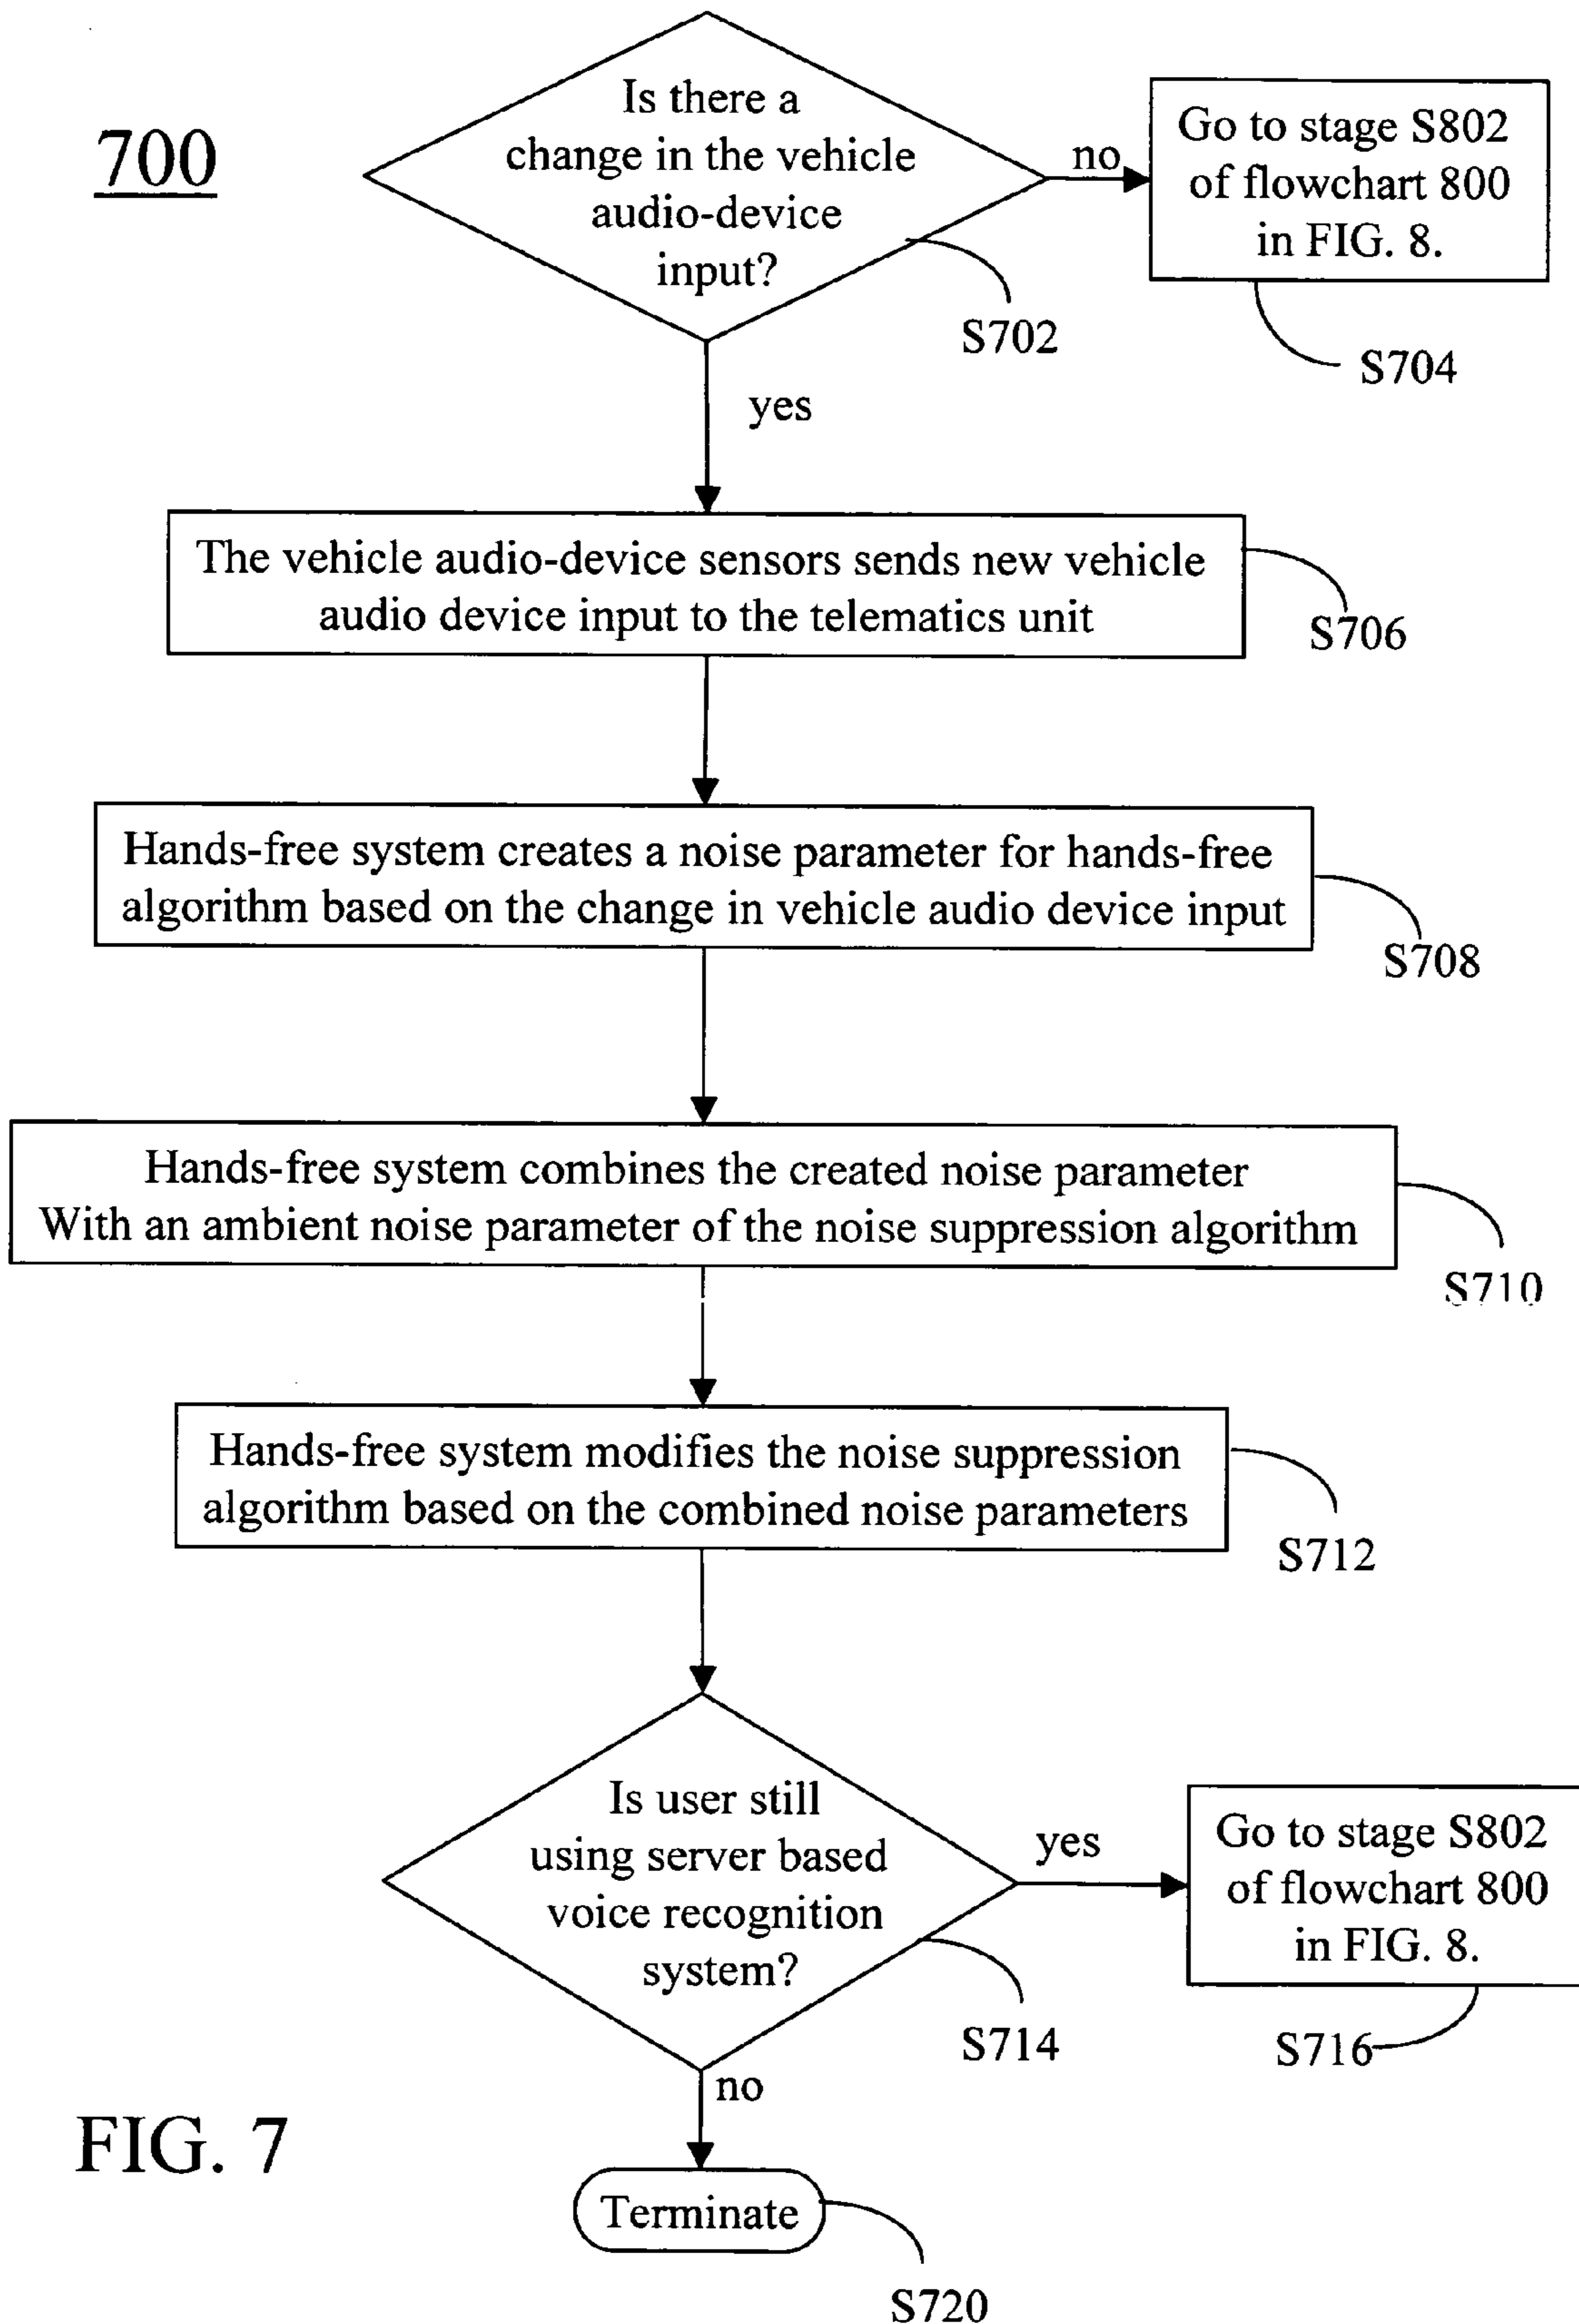 700
Is there a
change in the vehicle
audio-device
input?
S702
no
Go to stage S802
of flowchart 800
in FIG. 8.
S704
yes
The vehicle audio-device sensors sends new vehicle
audio device input to the telematics unit
S706
Hands-free system creates a noise parameter for hands-free
algorithm based on the change in vehicle audio device input
S708
Hands-free system combines the created noise parameter
With an ambient noise parameter of the noise suppression algorithm
S710
Hands-free system modifies the noise suppression
algorithm based on the combined noise parameters
S712
Is user still
using server based
voice recognition
system?
S714
yes
Go to stage S802
of flowchart 800
in FIG. 8.
S716
no
Terminate
S720
FIG. 7